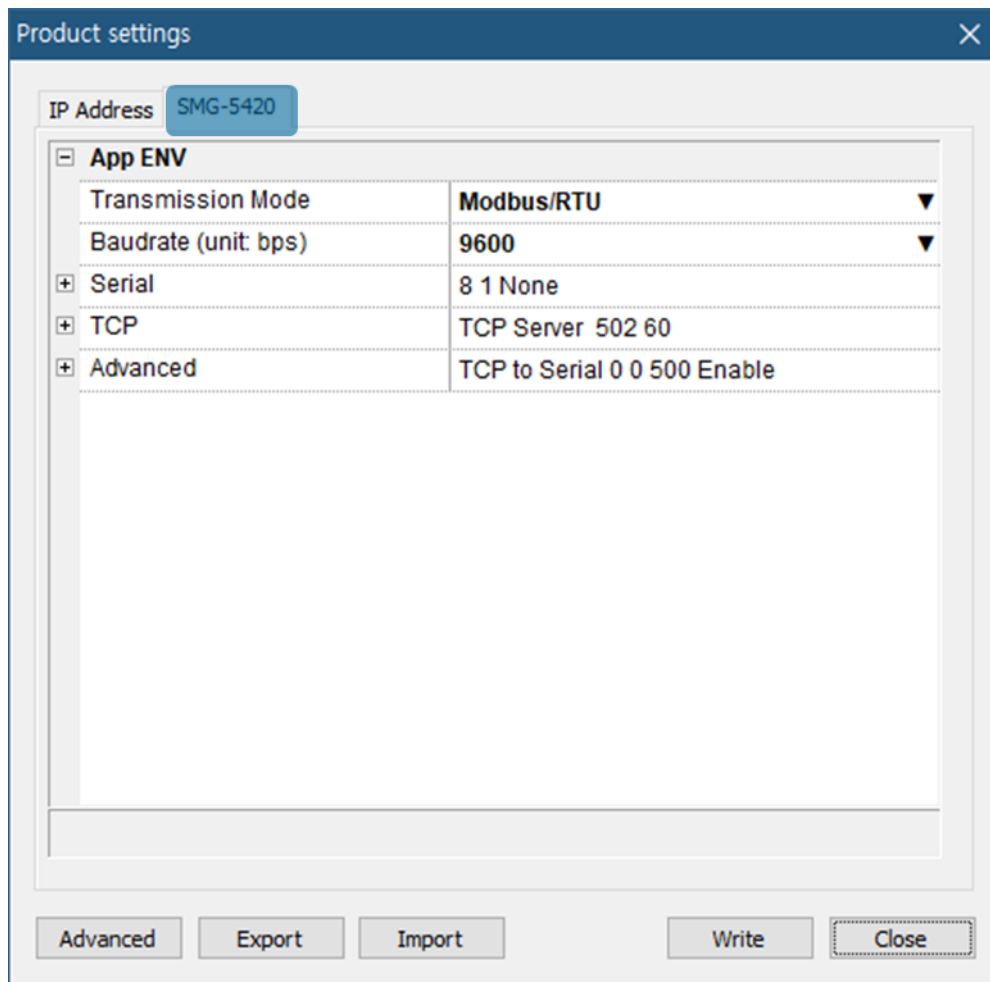 Product settings
IP Address SMG-5420
App ENV
Transmission Mode Modbus/RTU
Baudrate (unit: bps) 9600
Serial 8 1 None
TCP TCP Server 502 60
Advanced TCP to Serial 0 0 500 Enable
Advanced Export Import Write Close